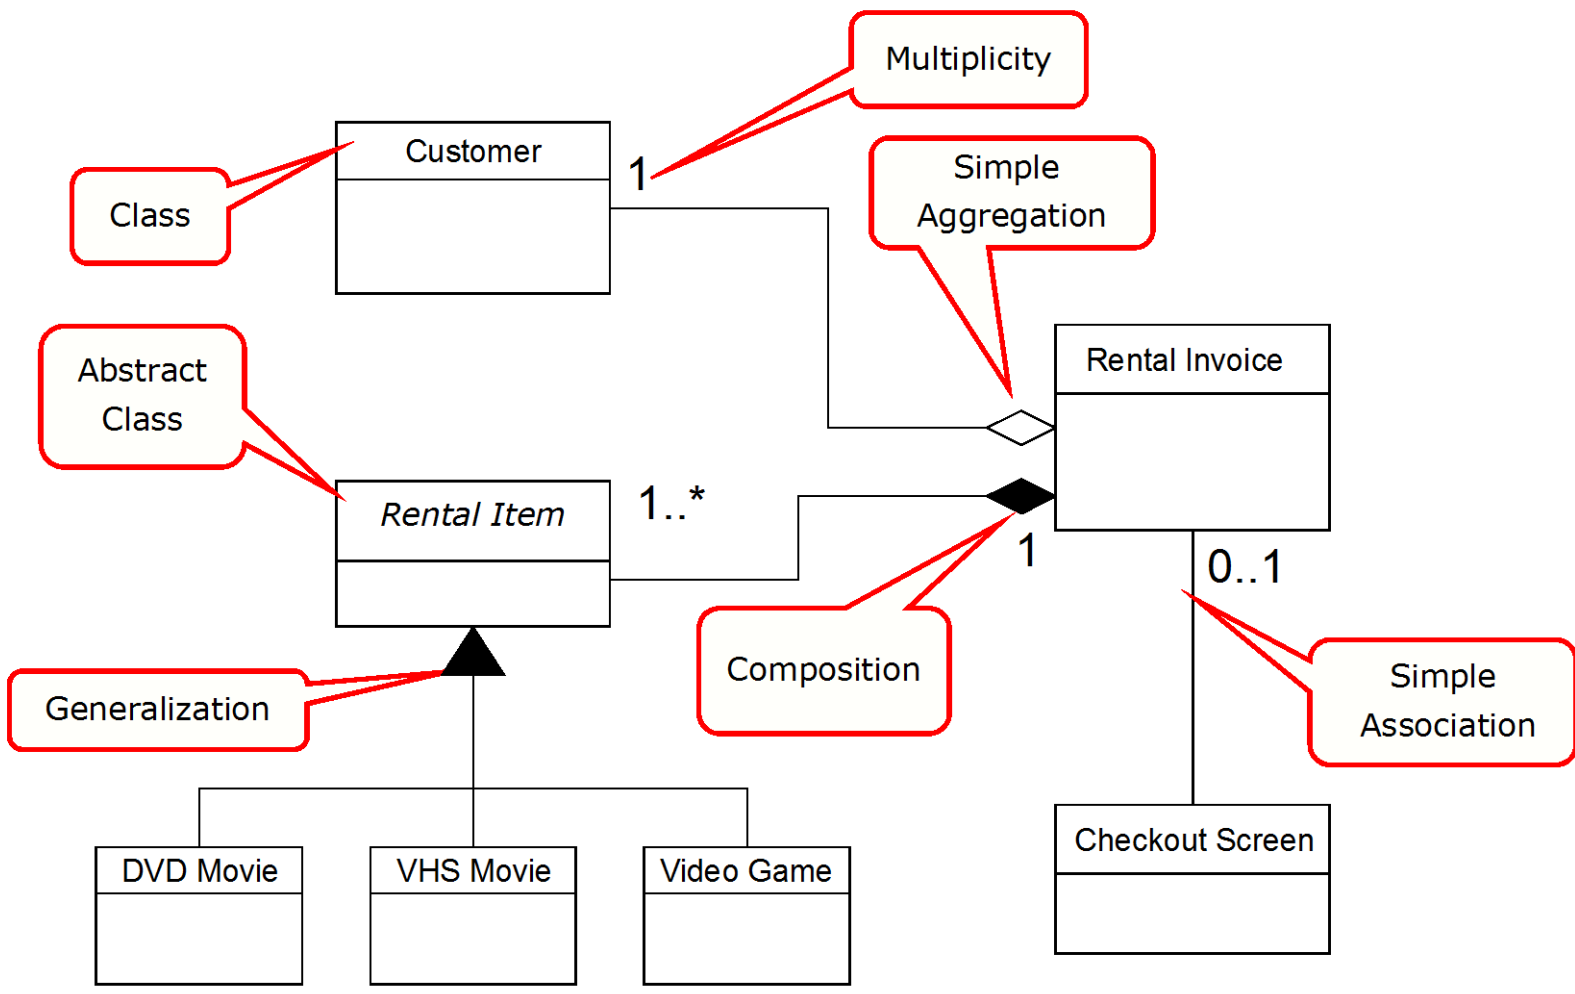 Multiplicity
Customer
1
Class
Simple
Aggregation
Abstract
Class
Rental Invoice
Rental Item
1..*
1
0..1
Generalization
Composition
Simple
Association
DVD Movie
VHS Movie
Video Game
Checkout Screen